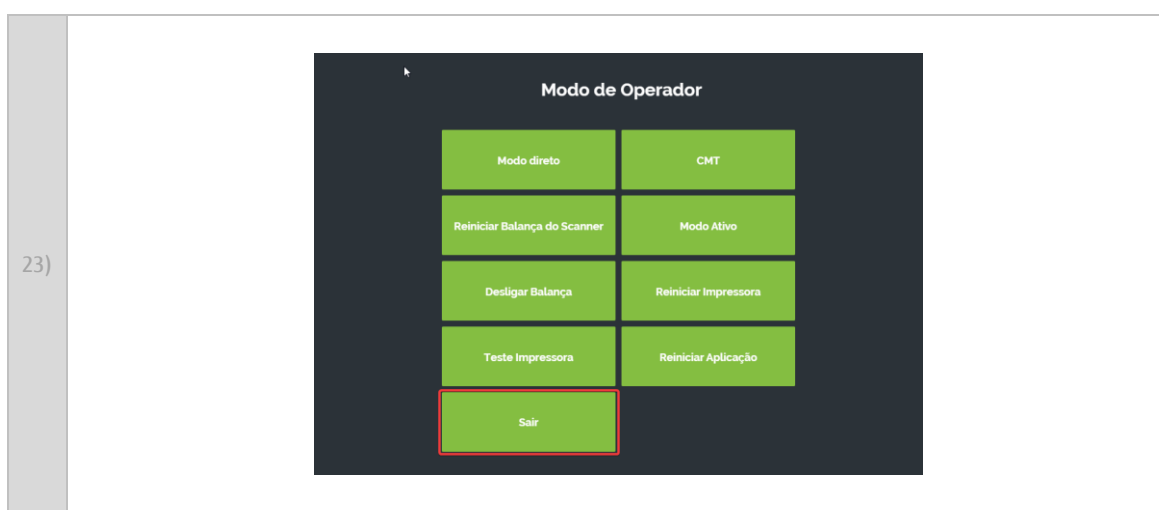 23)
Modo de Operador
Modo direto
CMT
Reiniciar Balança do Scanner
Modo Ativo
Desligar Balança
Reiniciar Impressora
Teste Impressora
Reiniciar Aplicação
Sair